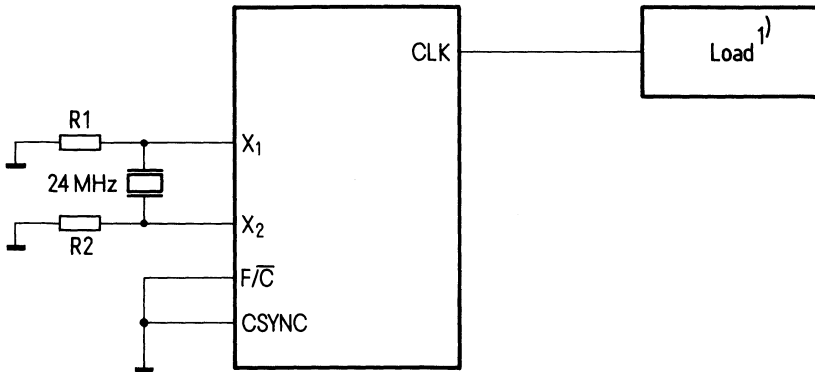 CLK
Load 1)
R1
X1
24 MHz
X2
R2
F/C̅
CSYNC